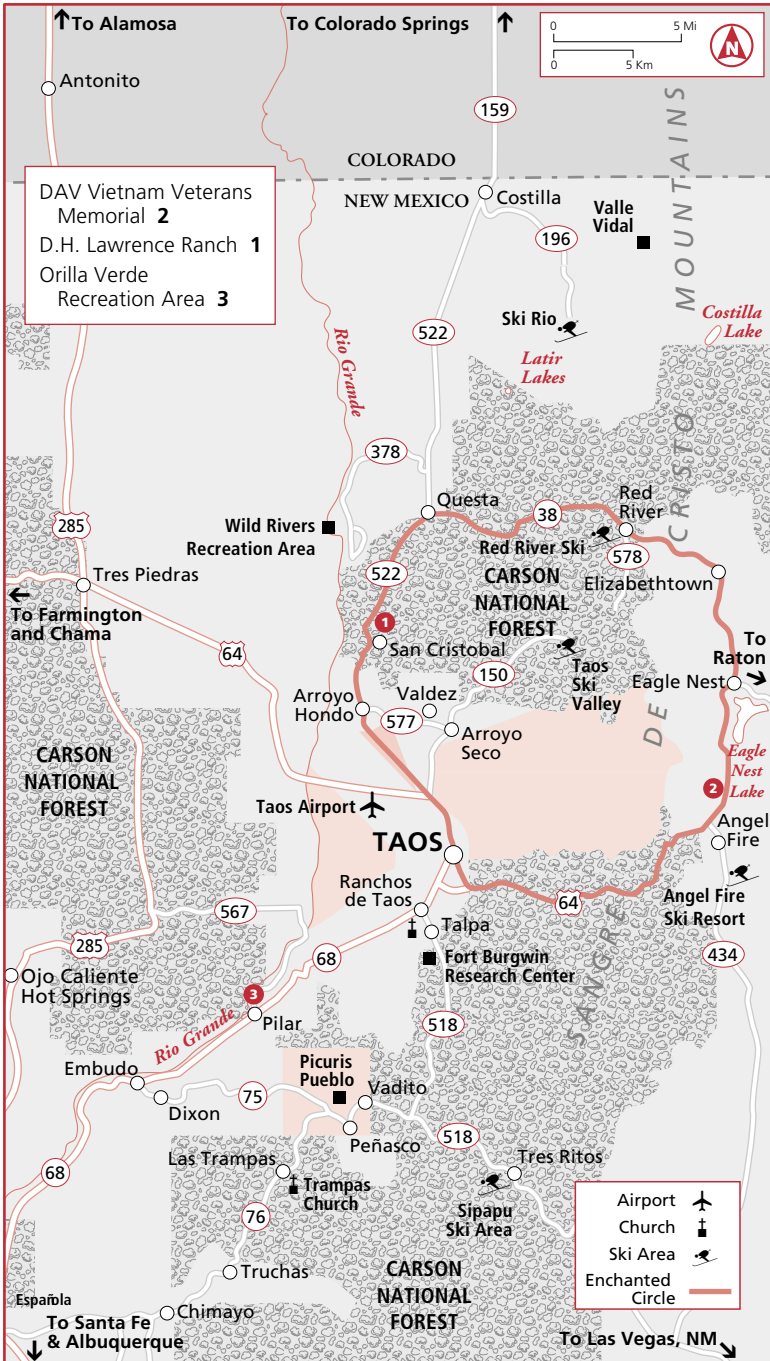 To Alamosa
To Colorado Springs
0 5 Mi
0 5 Km
N
Antonito
159
COLORADO
NEW MEXICO
Costilla
DAV Vietnam Veterans
Memorial 2
D.H. Lawrence Ranch 1
Orilla Verde
Recreation Area 3
196
Valle
Vidal
MOUNTAINS
Ski Rio
Costilla
Lake
522
Latir
Lakes
Rio Grande
378
Questa
38
Red
River
CRISTO
285
Wild Rivers
Recreation Area
Red River Ski
578
522
CARSON
NATIONAL
FOREST
Elizabethtown
Tres Piedras
To Farmington
and Chama
64
1
San Cristobal
To
Raton
150
Taos
Ski
Valley
Eagle Nest
Arroyo
Hondo
577
Valdez
Arroyo
Seco
DE
CARSON
NATIONAL
FOREST
Eagle
Nest
Lake
2
Taos Airport
TAOS
Angel
Fire
Ranchos
de Taos
64
Angel Fire
Ski Resort
567
Talpa
SANGRE
285
68
Fort Burgwin
Research Center
434
Ojo Caliente
Hot Springs
3
Pilar
Rio Grande
518
Embudo
Picuris
Pueblo
Vadito
75
Dixon
Peñasco
518
68
Las Trampas
Trampas
Church
Tres Ritos
Sipapu
Ski Area
76
Airport
Church
Ski Area
Enchanted
Circle
Truchas
CARSON
NATIONAL
FOREST
Española
Chimayo
To Santa Fe
& Albuquerque
To Las Vegas, NM